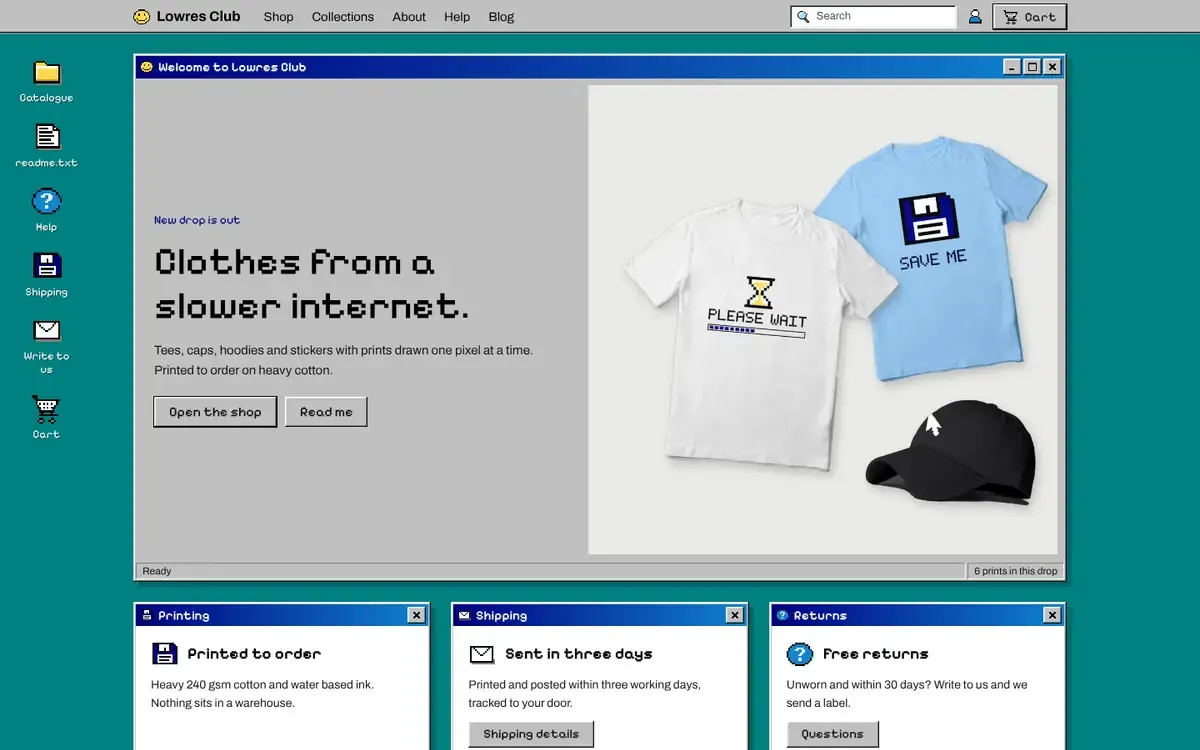 Lowres Club Shop Collections About Help Blog Search Cart
Catalogue
readme.txt
Help
Shipping
Write to
us
Cart
Welcome to Lowres Club
New drop is out
Clothes from a
slower internet.
Tees, caps, hoodies and stickers with prints drawn one pixel at a time.
Printed to order on heavy cotton.
Open the shop Read me
PLEASE WAIT
SAVE ME
Ready 6 prints in this drop
Printing
Printed to order
Heavy 240 gsm cotton and water based ink.
Nothing sits in a warehouse.
Shipping
Sent in three days
Printed and posted within three working days,
tracked to your door.
Shipping details
Returns
Free returns
Unworn and within 30 days? Write to us and we
send a label.
Questions